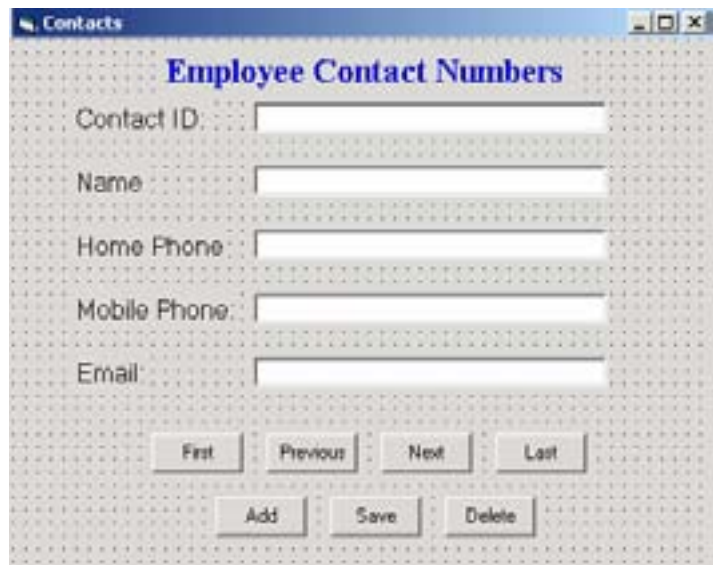 Contacts
Employee Contact Numbers
Contact ID:
Name
Home Phone
Mobile Phone:
Email:
First Previous Next Last
Add Save Delete